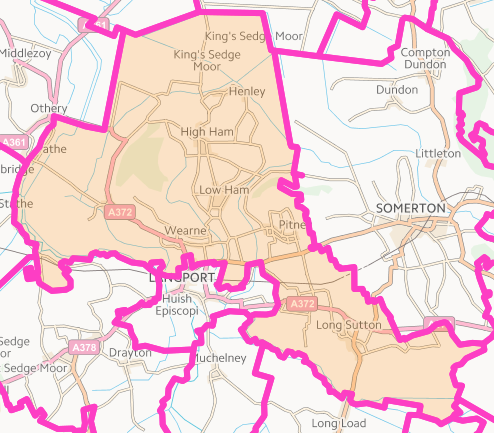 A361
King's Sedge Moor
Middlezoy
Compton
Dundon
King's Sedge
Moor
Henley
Dundon
Othery
High Ham
A361
Littleton
athe
bridge
Low Ham
Stathe
A372
SOMERTON
Pitney
Wearne
LANGPORT
Huish
Episcopi
A372
Long Sutton
A378
Sedge
oor
Drayton
Muchelney
Sedge Moor
Long Load